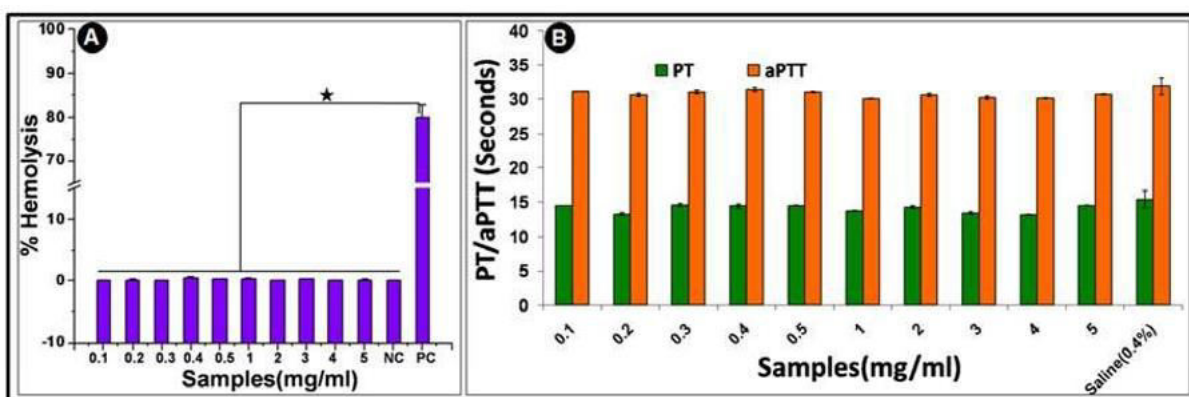 A
% Hemolysis
100
90
80
70
10
0
-10
★
0.1 0.2 0.3 0.4 0.5 1 2 3 4 5 NC PC
Samples(mg/ml)
B
PT/aPTT (Seconds)
40
35
30
25
20
15
10
5
0
PT aPTT
0.1 0.2 0.3 0.4 0.5 1 2 3 4 5 Saline(0.4%)
Samples(mg/ml)